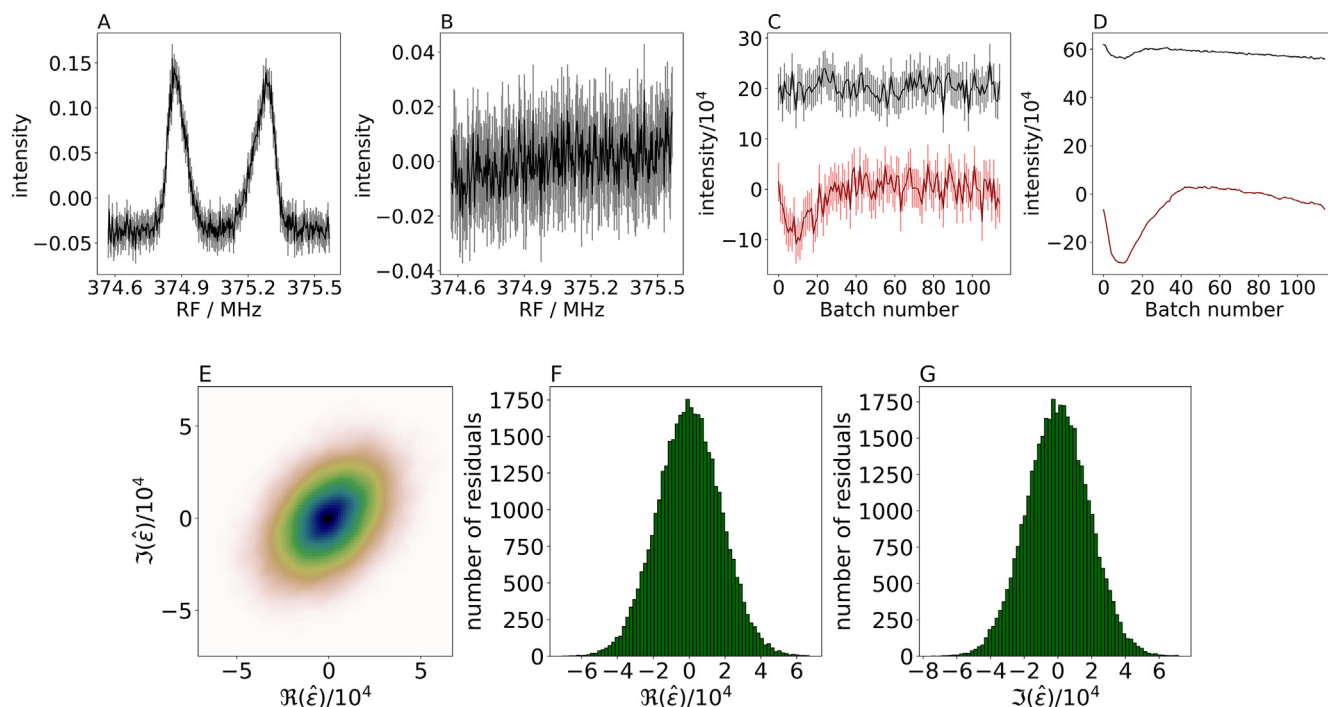 A
B
C
D
intensity
0.15
0.10
0.05
0.00
−0.05
374.6 374.9 375.2 375.5
RF / MHz
intensity
0.04
0.02
0.00
−0.02
−0.04
374.6 374.9 375.2 375.5
RF / MHz
intensity/10⁴
30
20
10
0
−10
0 20 40 60 80 100
Batch number
intensity/10⁴
60
40
20
0
−20
0 20 40 60 80 100
Batch number
E
F
G
ℑ(ε̂)/10⁴
5
0
−5
−5 0 5
ℜ(ε̂)/10⁴
number of residuals
1750
1500
1250
1000
750
500
250
0
−6 −4 −2 0 2 4 6
ℜ(ε̂)/10⁴
number of residuals
1750
1500
1250
1000
750
500
250
0
−8 −6 −4 −2 0 2 4 6
ℑ(ε̂)/10⁴